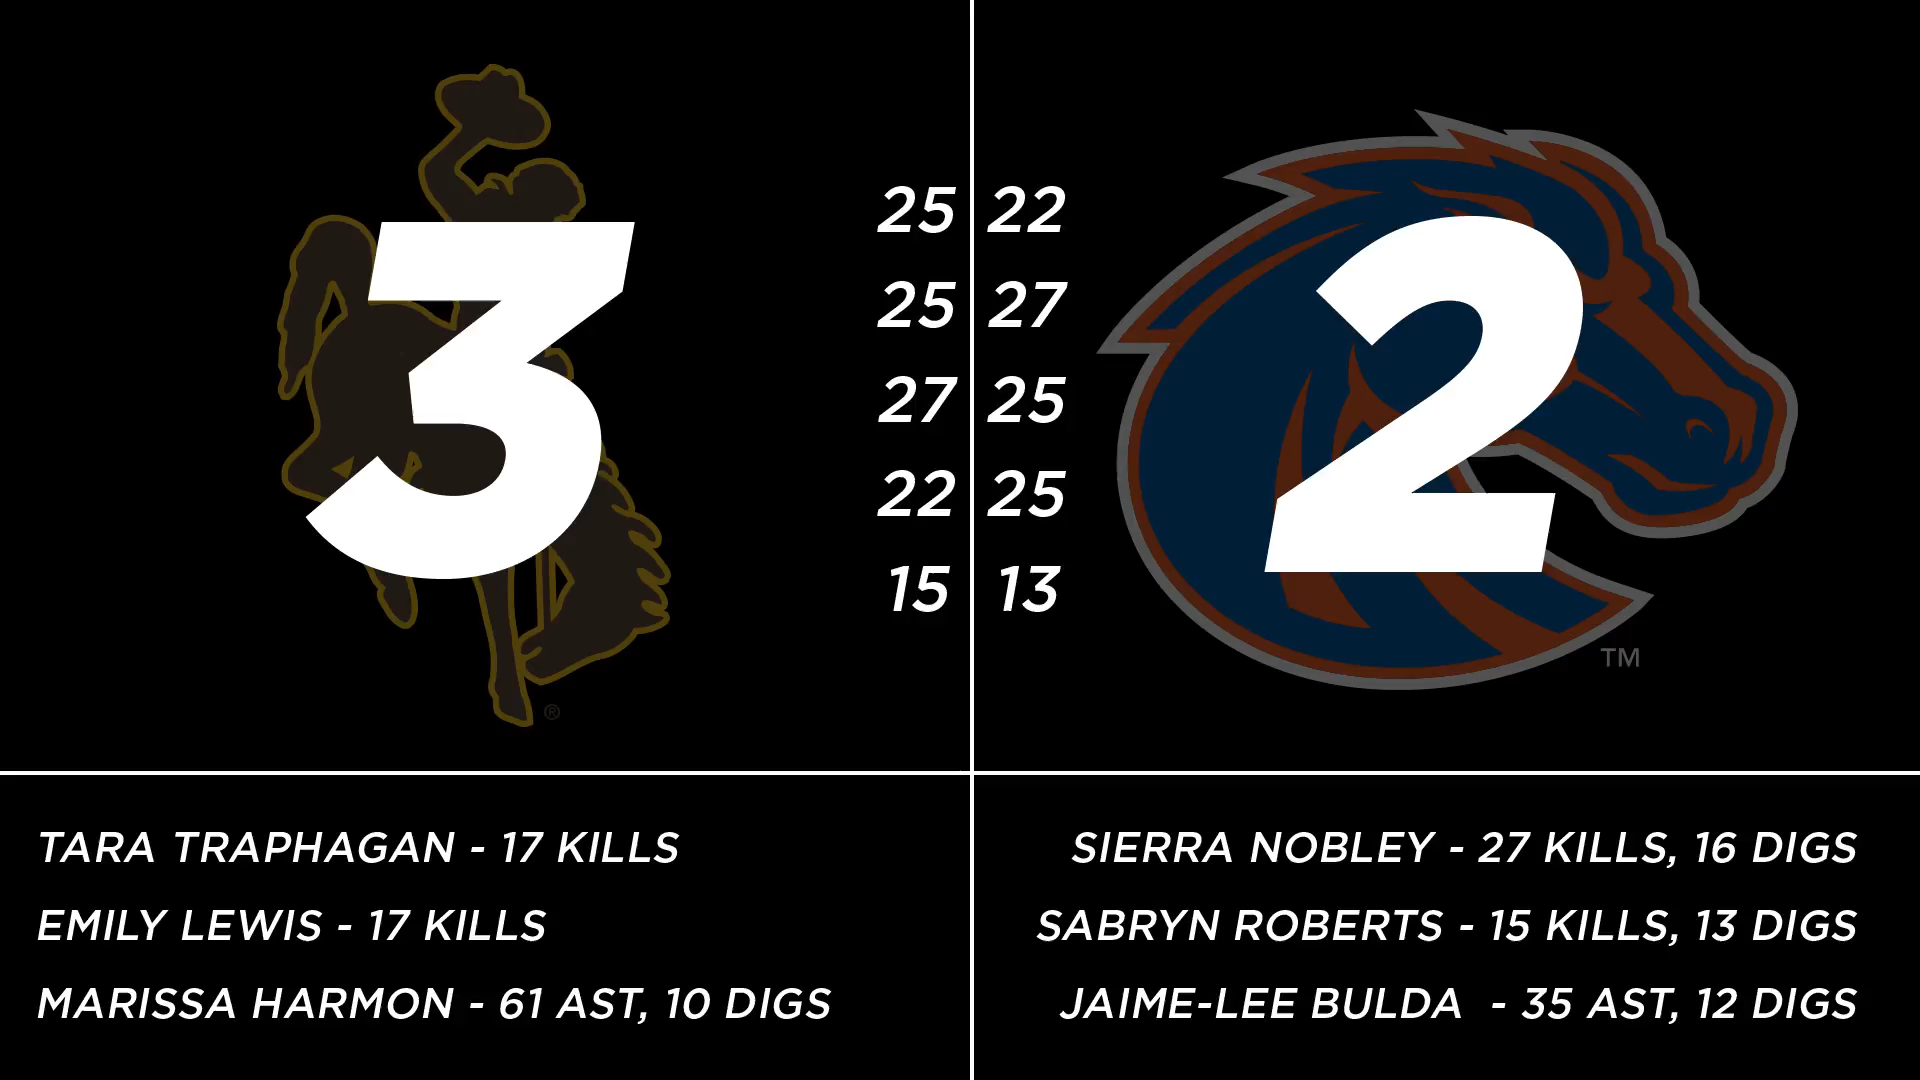 3
2
25 22
25 27
27 25
22 25
15 13
®
TM
TARA TRAPHAGAN - 17 KILLS
EMILY LEWIS - 17 KILLS
MARISSA HARMON - 61 AST, 10 DIGS
SIERRA NOBLEY - 27 KILLS, 16 DIGS
SABRYN ROBERTS - 15 KILLS, 13 DIGS
JAIME-LEE BULDA - 35 AST, 12 DIGS